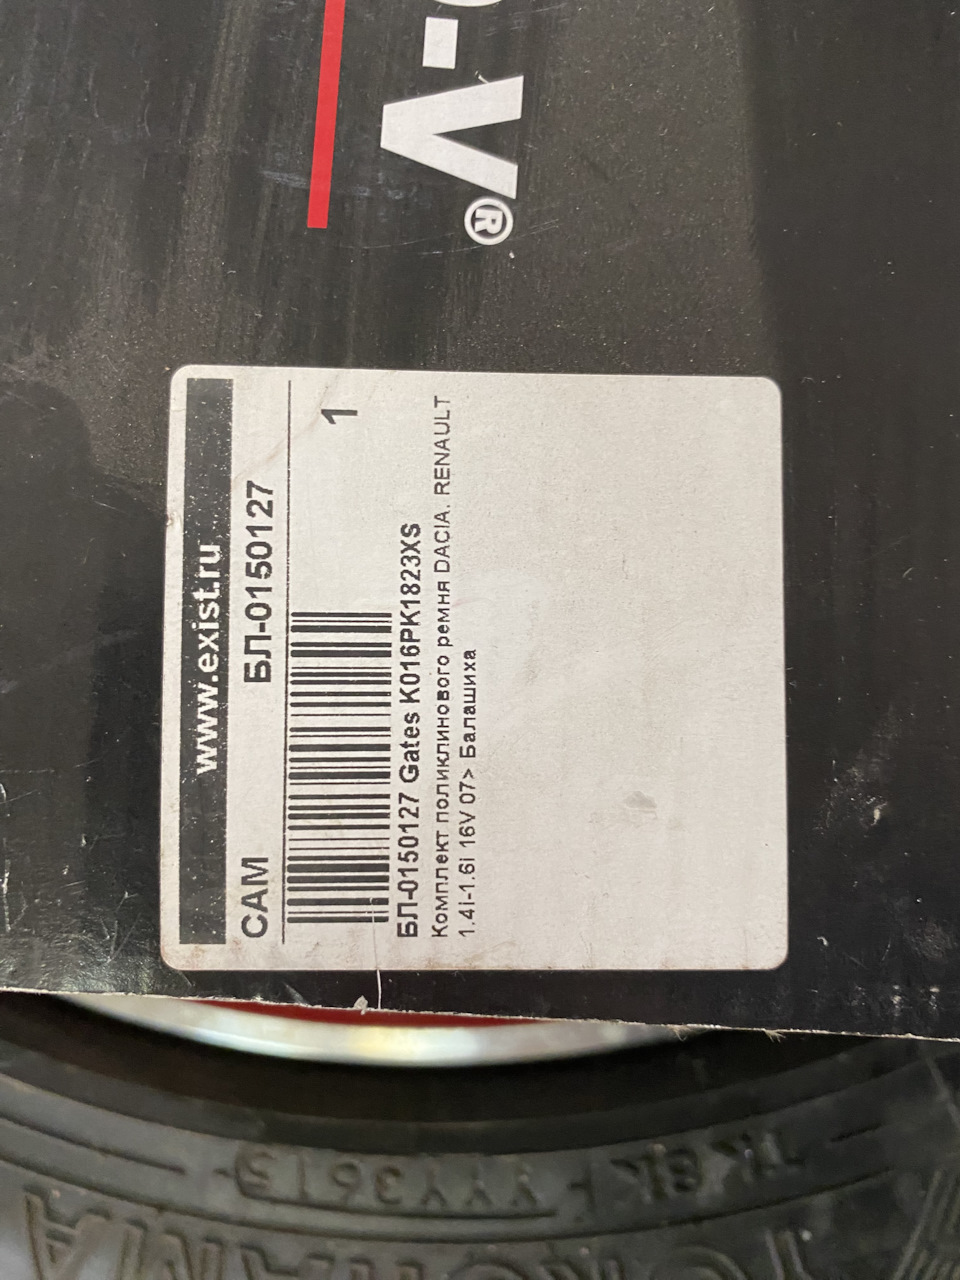 -V®
www.exist.ru
САМ БЛ-0150127
1
БЛ-0150127 Gates K016PK1823XS
Комплект поликлинового ремня DACIA, RENAULT
1.4i-1.6i 16V 07> Балашиха